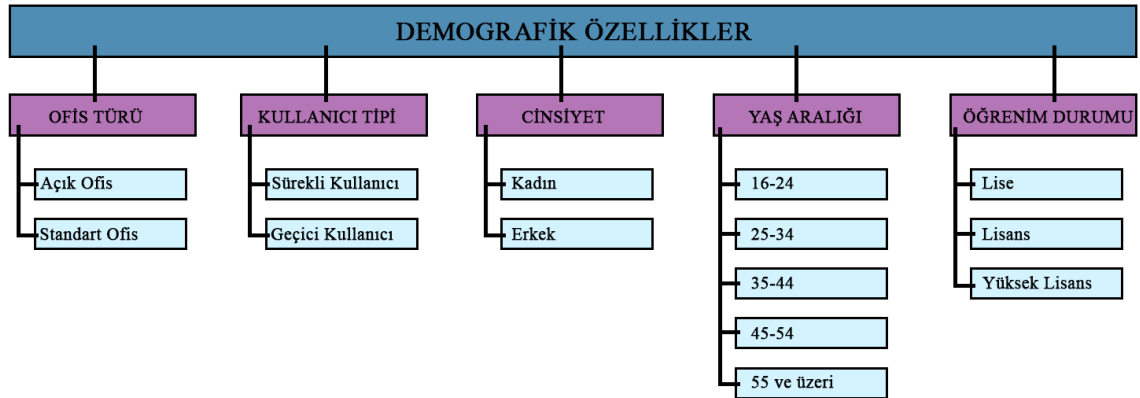 DEMOGRAFİK ÖZELLİKLER
OFİS TÜRÜ
Açık Ofis
Standart Ofis
KULLANICI TİPİ
Sürekli Kullanıcı
Geçici Kullanıcı
CİNSİYET
Kadın
Erkek
YAŞ ARALIĞI
16-24
25-34
35-44
45-54
55 ve üzeri
ÖĞRENİM DURUMU
Lise
Lisans
Yüksek Lisans